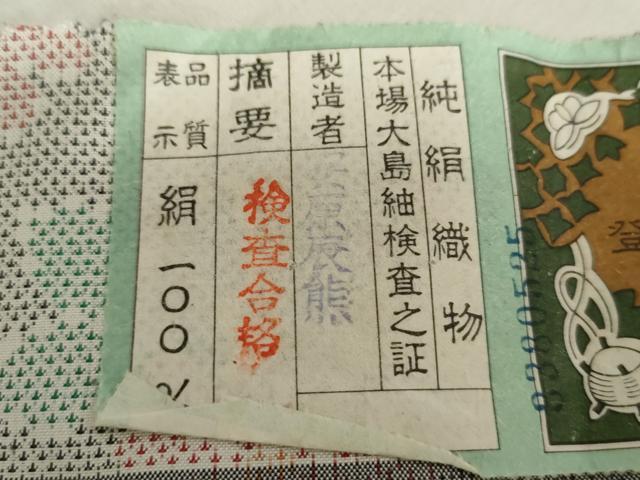 純絹織物
本場大島紬検査之証
製造者
摘要
検査合格
品質
表示
絹一〇〇%
登
0380525